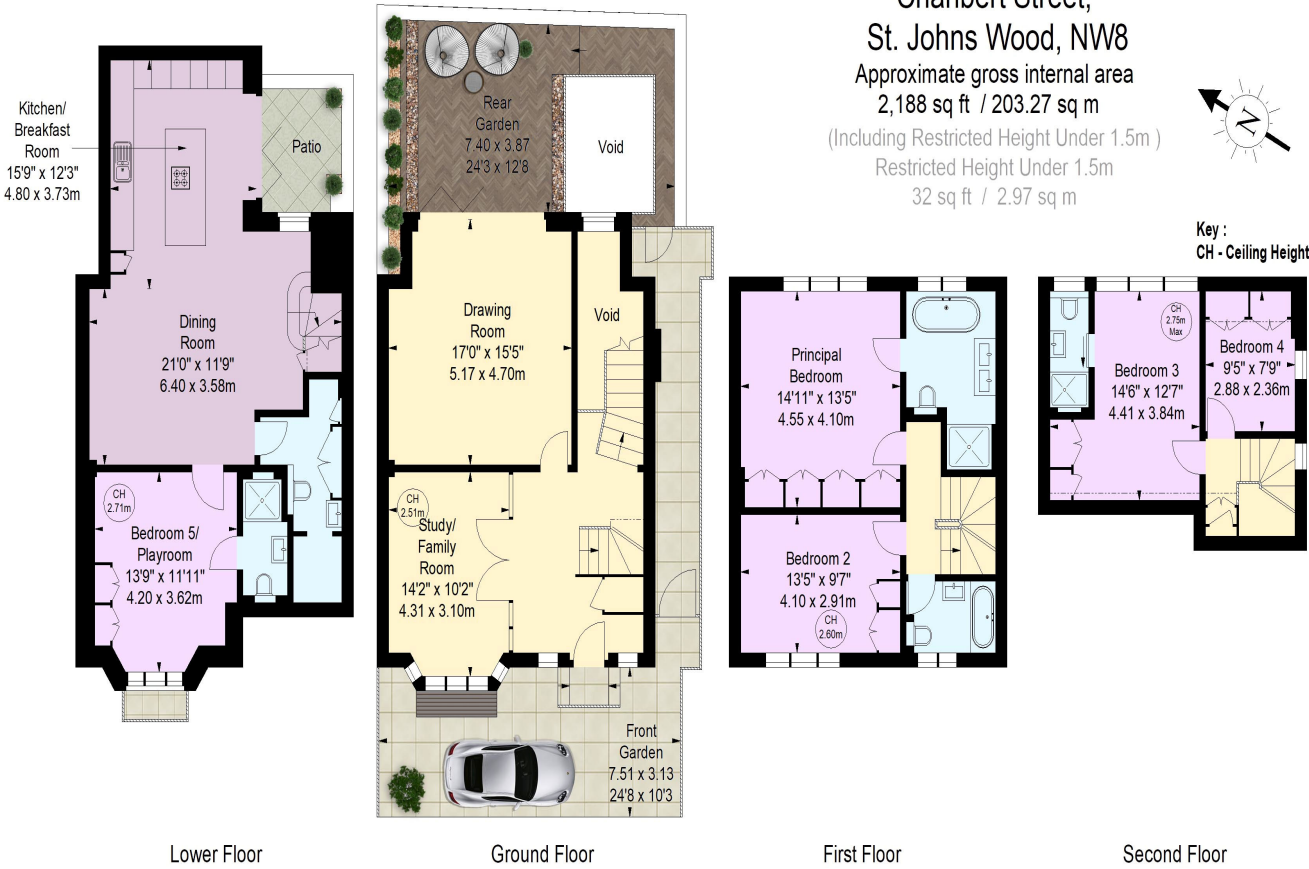 St. Johns Wood, NW8
Approximate gross internal area
2,188 sq ft / 203.27 sq m
(Including Restricted Height Under 1.5m )
Restricted Height Under 1.5m
32 sq ft / 2.97 sq m
N
Key :
CH - Ceiling Height
Kitchen/
Breakfast
Room
15'9" x 12'3"
4.80 x 3.73m
Patio
Dining
Room
21'0" x 11'9"
6.40 x 3.58m
CH
2.71m
Bedroom 5/
Playroom
13'9" x 11'11"
4.20 x 3.62m
Lower Floor
Rear
Garden
7.40 x 3.87
24'3 x 12'8
Void
Drawing
Room
17'0" x 15'5"
5.17 x 4.70m
Void
CH
2.51m
Study/
Family
Room
14'2" x 10'2"
4.31 x 3.10m
Front
Garden
7.51 x 3.13
24'8 x 10'3
Ground Floor
Principal
Bedroom
14'11" x 13'5"
4.55 x 4.10m
Bedroom 2
13'5" x 9'7"
4.10 x 2.91m
CH
2.60m
First Floor
CH
2.75m
Max
Bedroom 3
14'6" x 12'7"
4.41 x 3.84m
Bedroom 4
9'5" x 7'9"
2.88 x 2.36m
Second Floor